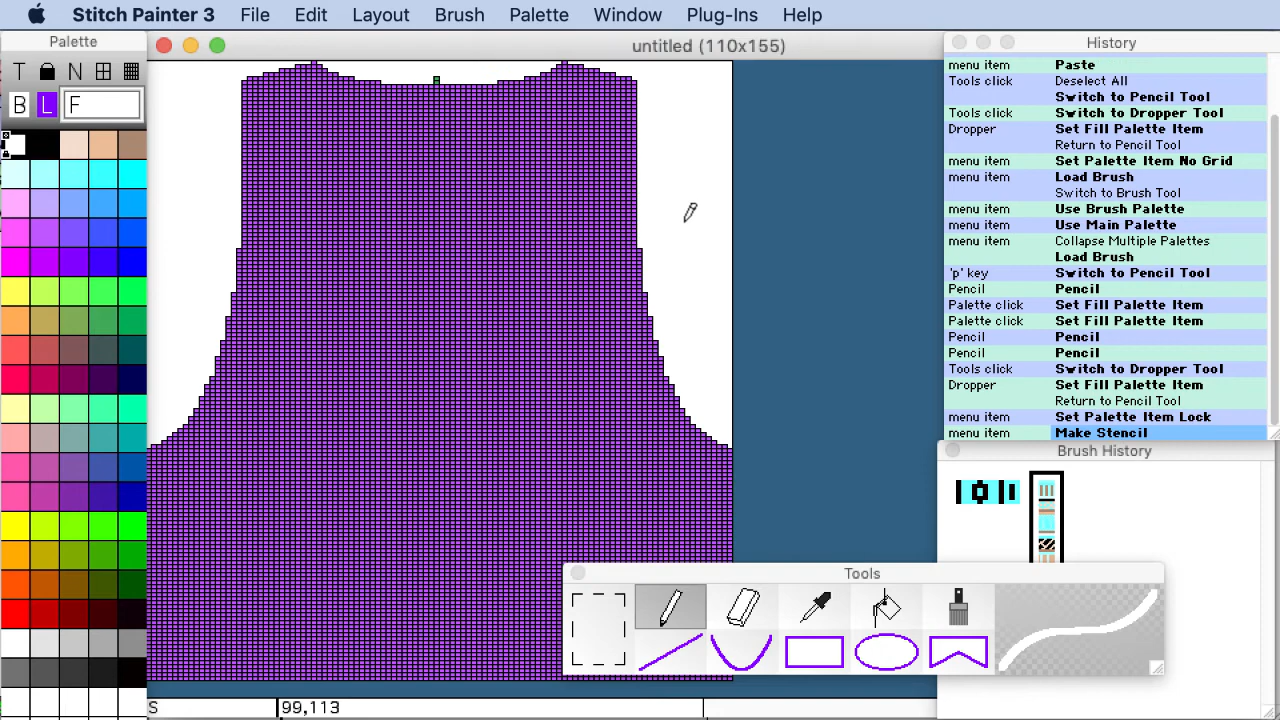 Stitch Painter 3 File Edit Layout Brush Palette Window Plug-Ins Help
Palette
untitled (110x155)
History
T N
B L F
menu item Paste
Tools click Deselect All
Switch to Pencil Tool
Tools click Switch to Dropper Tool
Dropper Set Fill Palette Item
Return to Pencil Tool
menu item Set Palette Item No Grid
menu item Load Brush
Switch to Brush Tool
menu item Use Brush Palette
menu item Use Main Palette
menu item Collapse Multiple Palettes
Load Brush
'p' key Switch to Pencil Tool
Pencil Pencil
Palette click Set Fill Palette Item
Palette click Set Fill Palette Item
Pencil Pencil
Pencil Pencil
Tools click Switch to Dropper Tool
Dropper Set Fill Palette Item
Return to Pencil Tool
menu item Set Palette Item Lock
menu item Make Stencil
Brush History
Tools
S 99,113